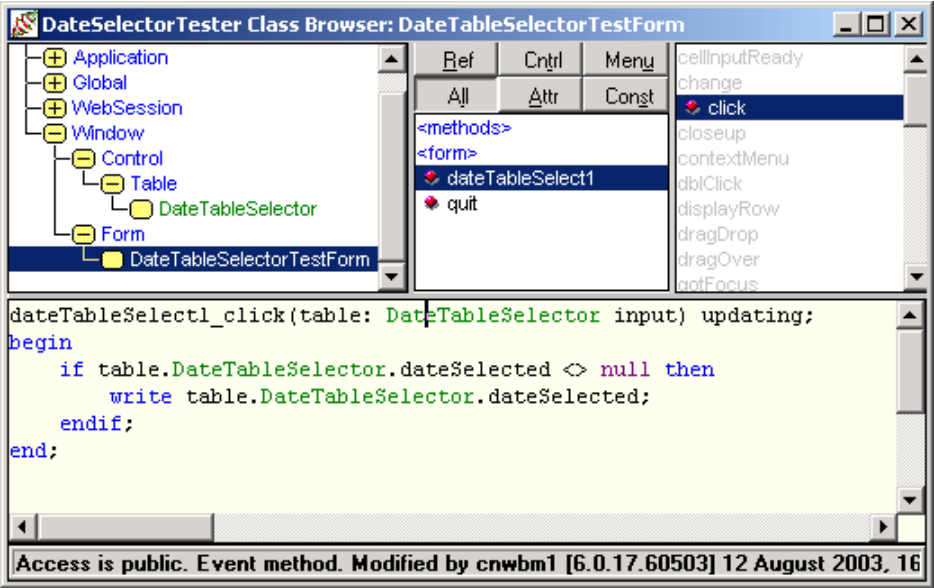 DateSelectorTester Class Browser: DateTableSelectorTestForm
Application
Global
WebSession
Window
Control
Table
DateTableSelector
Form
DateTableSelectorTestForm
Ref Cntrl Menu
All Attr Const
<methods>
<form>
dateTableSelect1
quit
cellInputReady
change
click
closeup
contextMenu
dblClick
displayRow
dragDrop
dragOver
gotFocus
dateTableSelect1_click(table: DateTableSelector input) updating;
begin
    if table.DateTableSelector.dateSelected <> null then
        write table.DateTableSelector.dateSelected;
    endif;
end;
Access is public. Event method. Modified by cnwbm1 [6.0.17.60503] 12 August 2003, 16